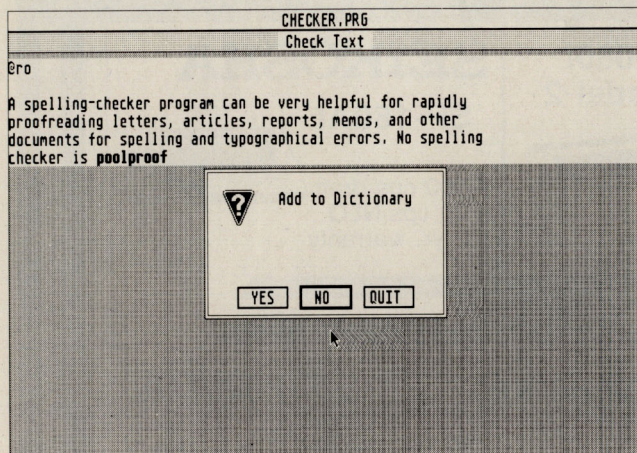 CHECKER.PRG
Check Text
@ro
A spelling-checker program can be very helpful for rapidly
proofreading letters, articles, reports, memos, and other
documents for spelling and typographical errors. No spelling
checker is poolproof
Add to Dictionary
YES NO QUIT